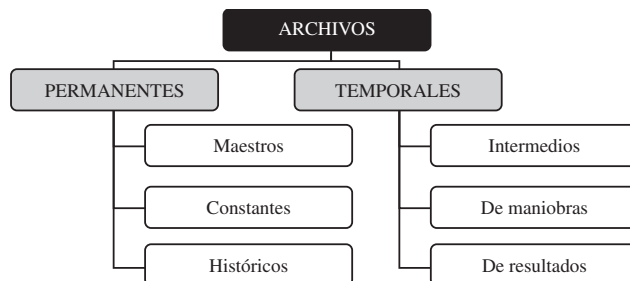 ARCHIVOS
PERMANENTES
TEMPORALES
Maestros
Intermedios
Constantes
De maniobras
Históricos
De resultados